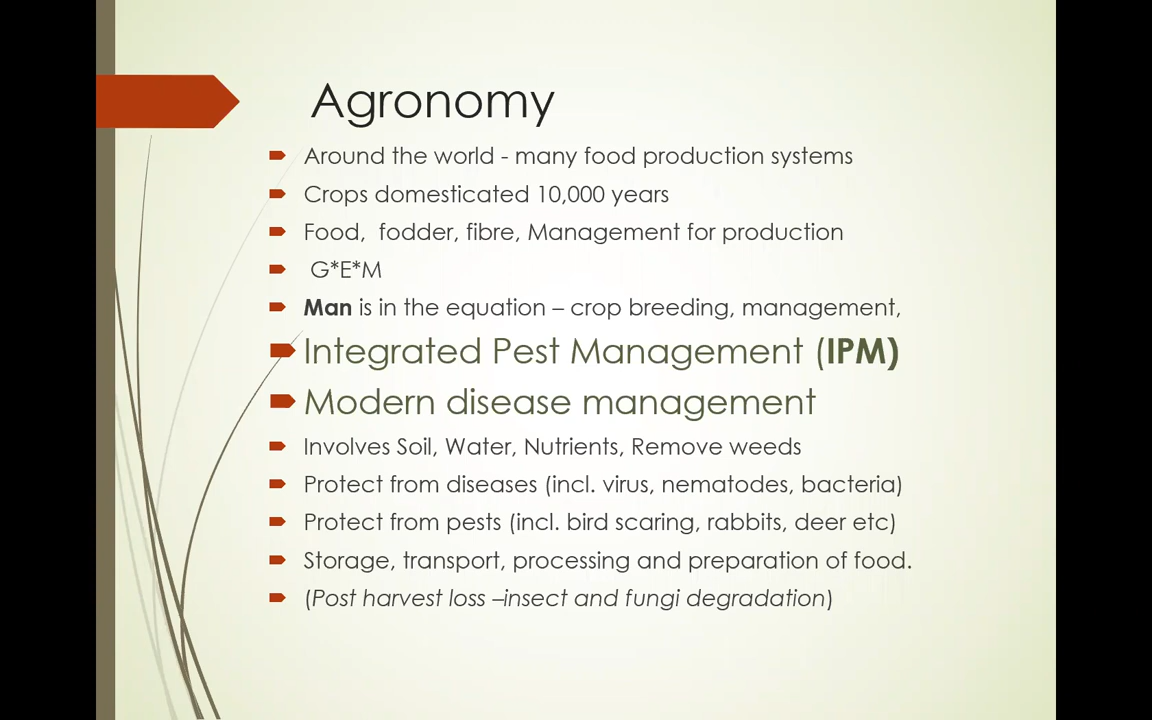 Agronomy
Around the world - many food production systems
Crops domesticated 10,000 years
Food, fodder, fibre, Management for production
G*E*M
Man is in the equation – crop breeding, management,
Integrated Pest Management (IPM)
Modern disease management
Involves Soil, Water, Nutrients, Remove weeds
Protect from diseases (incl. virus, nematodes, bacteria)
Protect from pests (incl. bird scaring, rabbits, deer etc)
Storage, transport, processing and preparation of food.
(Post harvest loss –insect and fungi degradation)